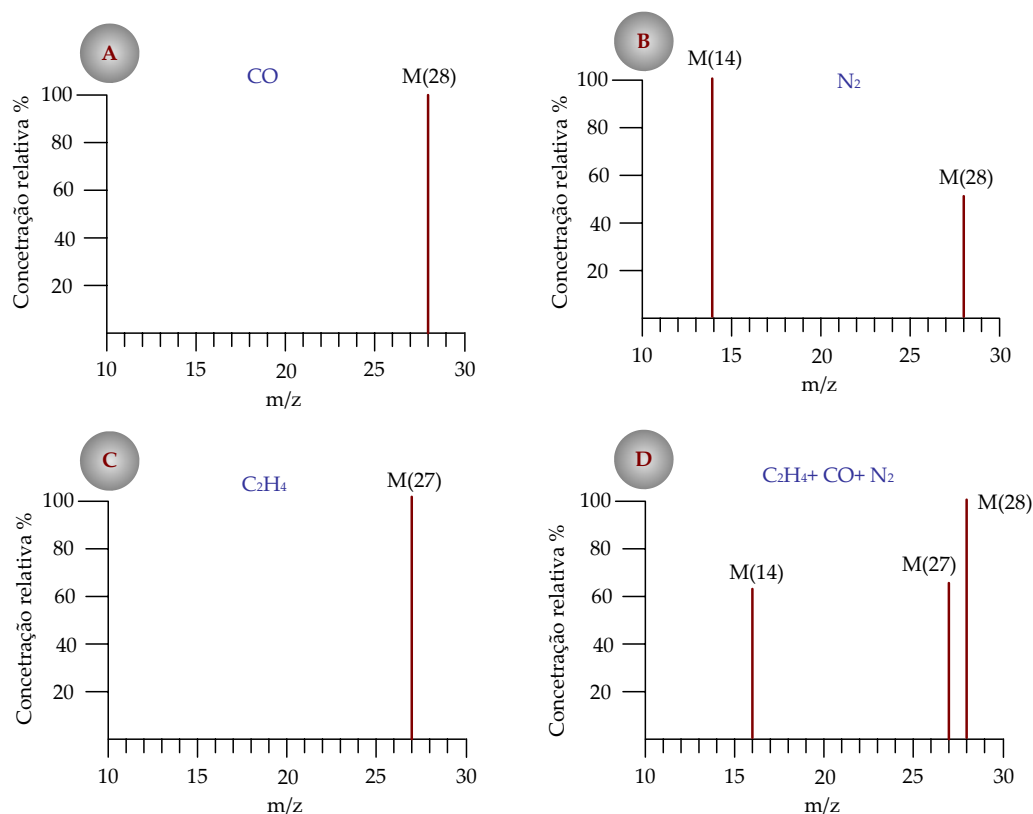 A
CO
M(28)
Concetração relativa %
100
80
60
40
20
10
15
20
25
30
m/z
B
M(14)
N₂
M(28)
Concetração relativa %
100
80
60
40
20
10
15
20
25
30
m/z
C
C₂H₄
M(27)
Concetração relativa %
100
80
60
40
20
10
15
20
25
30
m/z
D
C₂H₄+ CO+ N₂
M(28)
M(27)
M(14)
Concetração relativa %
100
80
60
40
20
10
15
20
25
30
m/z